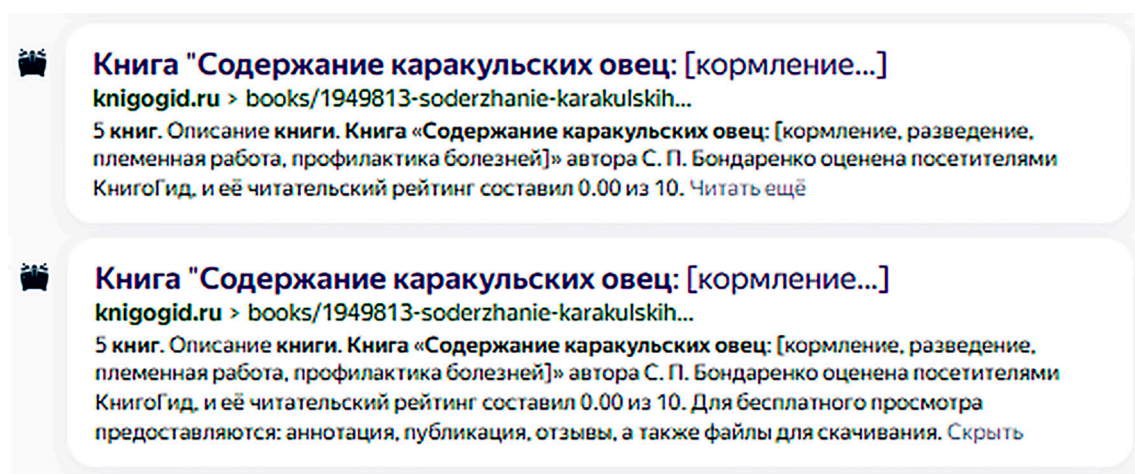 Книга "Содержание каракульских овец: [кормление...]
knigogid.ru > books/1949813-soderzhanie-karakulskih...
5 книг. Описание книги. Книга «Содержание каракульских овец: [кормление, разведение,
племенная работа, профилактика болезней]» автора С. П. Бондаренко оценена посетителями
КнигоГид, и её читательский рейтинг составил 0.00 из 10. Читать ещё
Книга "Содержание каракульских овец: [кормление...]
knigogid.ru > books/1949813-soderzhanie-karakulskih...
5 книг. Описание книги. Книга «Содержание каракульских овец: [кормление, разведение,
племенная работа, профилактика болезней]» автора С. П. Бондаренко оценена посетителями
КнигоГид, и её читательский рейтинг составил 0.00 из 10. Для бесплатного просмотра
предоставляются: аннотация, публикация, отзывы, а также файлы для скачивания. Скрыть